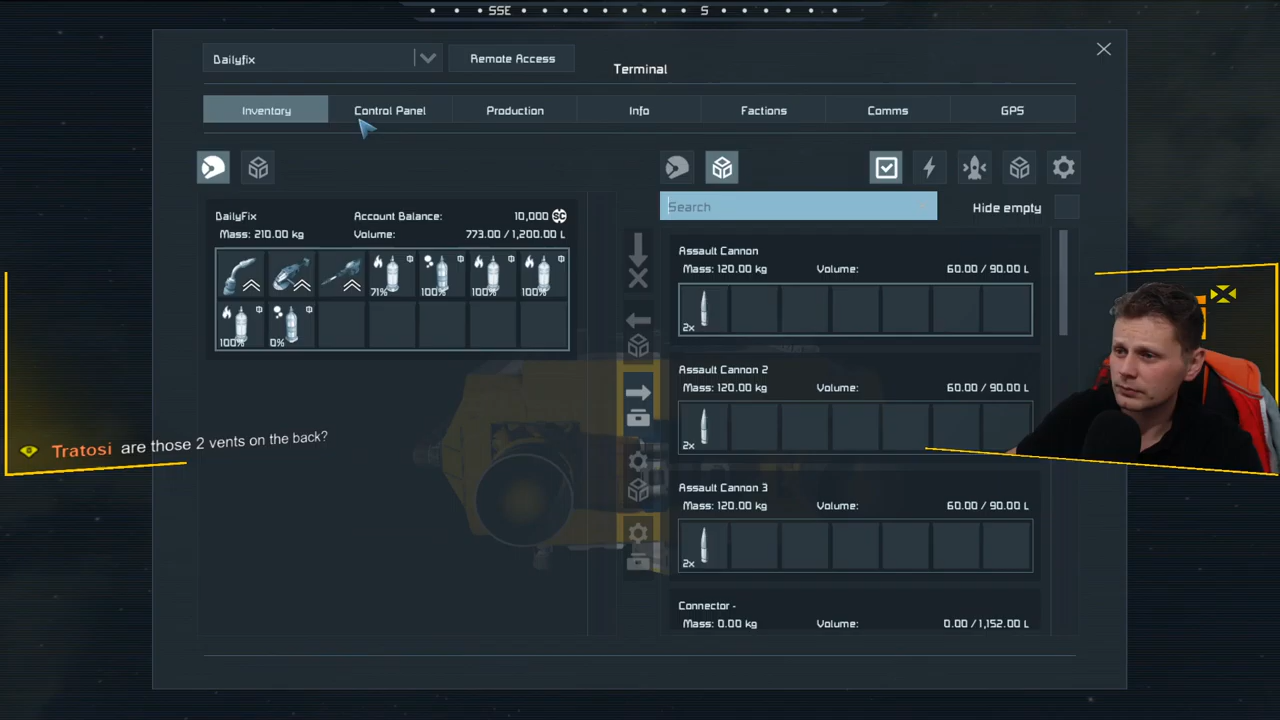 SSE S
Dailyfix
Remote Access
Terminal
Inventory
Control Panel
Production
Info
Factions
Comms
GPS
Search
Hide empty
DailyFix
Account Balance: 10,000 SC
Mass: 210.00 kg
Volume: 773.00 / 1,200.00 L
71%
100%
100%
100%
100%
0%
Assault Cannon
Mass: 120.00 kg
Volume: 60.00 / 90.00 L
2x
Assault Cannon 2
Mass: 120.00 kg
Volume: 60.00 / 90.00 L
2x
Assault Cannon 3
Mass: 120.00 kg
Volume: 60.00 / 90.00 L
2x
Connector -
Mass: 0.00 kg
Volume: 0.00 / 1,152.00 L
Tratosi are those 2 vents on the back?